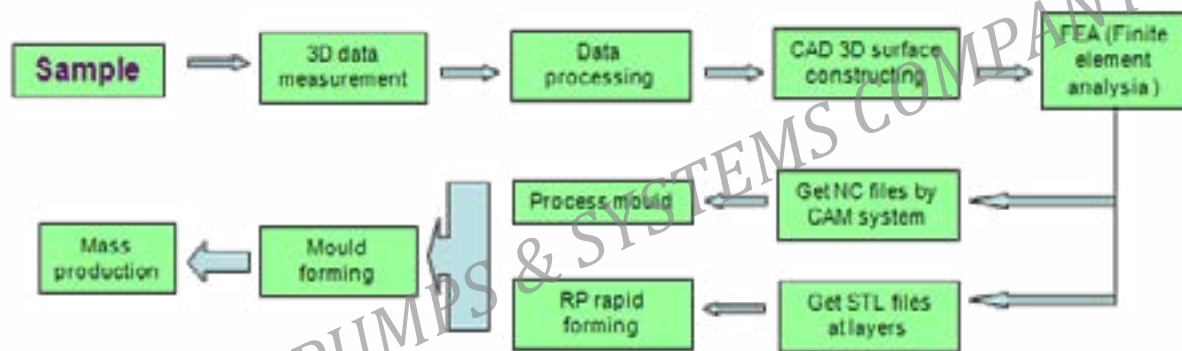 Sample
3D data
measurement
Data
processing
CAD 3D surface
constructing
FEA (Finite
element
analysia )
Get NC files by
CAM system
Process mould
Get STL files
at layers
RP rapid
forming
Mould
forming
Mass
production
PUMPS & SYSTEMS COMPANY